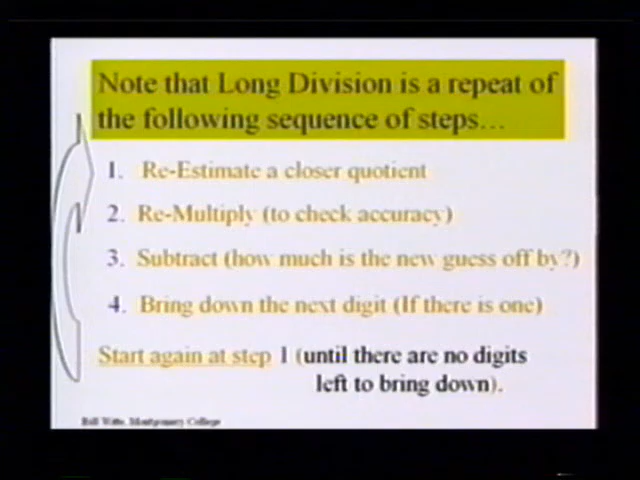 Note that Long Division is a repeat of
the following sequence of steps…
1. Re-Estimate a closer quotient
2. Re-Multiply (to check accuracy)
3. Subtract (how much is the new guess off by?)
4. Bring down the next digit (If there is one)
Start again at step 1 (until there are no digits
left to bring down).
Bill Witte, Montgomery College